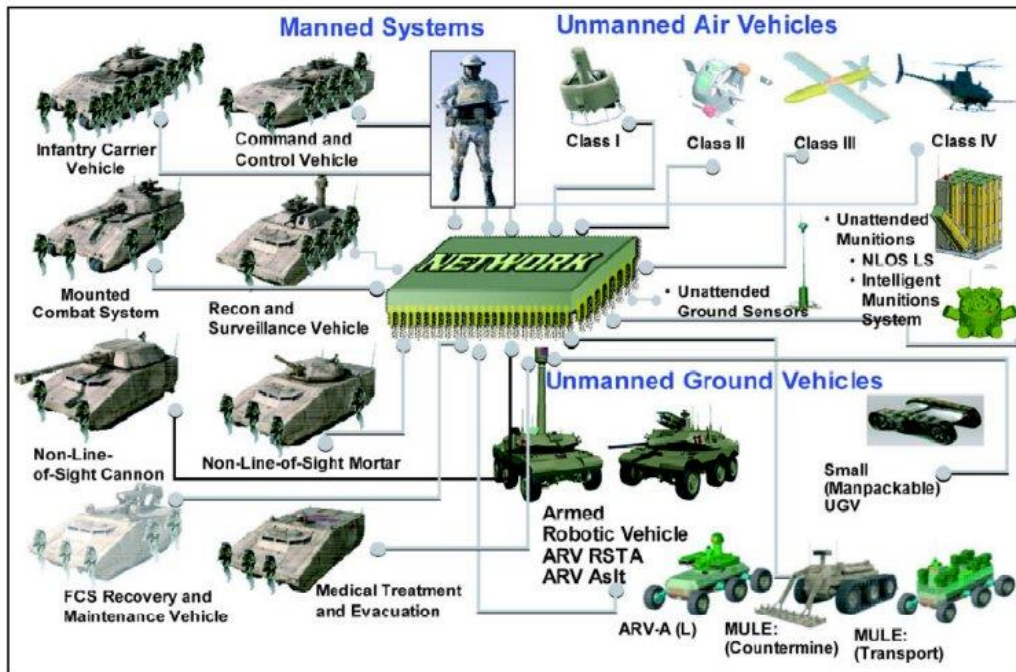 Manned Systems
Unmanned Air Vehicles
Infantry Carrier
Vehicle
Command and
Control Vehicle
Class I
Class II
Class III
Class IV
Mounted
Combat System
Recon and
Surveillance Vehicle
NETWORK
• Unattended
Ground Sensors
• Unattended
Munitions
• NLOS LS
• Intelligent
Munitions
System
Unmanned Ground Vehicles
Non-Line-
of-Sight Cannon
Non-Line-of-Sight Mortar
Small
(Manpackable)
UGV
Armed
Robotic Vehicle
ARV RSTA
ARV Aslt
FCS Recovery and
Maintenance Vehicle
Medical Treatment
and Evacuation
ARV-A (L)
MULE:
(Countermine)
MULE:
(Transport)